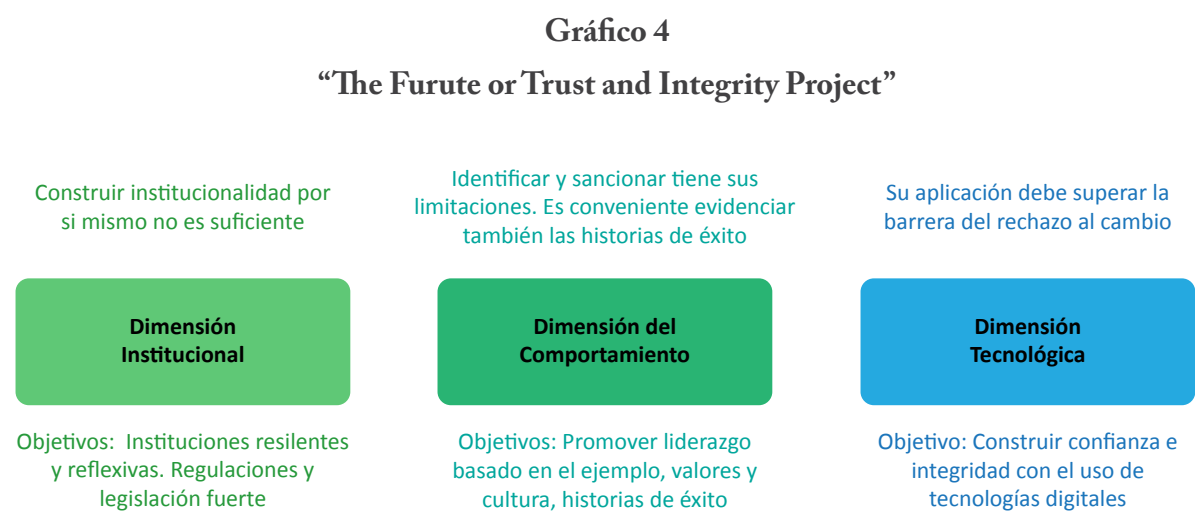 Gráfico 4
“The Furute or Trust and Integrity Project”
Construir institucionalidad por
si mismo no es suficiente
Identificar y sancionar tiene sus
limitaciones. Es conveniente evidenciar
también las historias de éxito
Su aplicación debe superar la
barrera del rechazo al cambio
Dimensión
Institucional
Dimensión del
Comportamiento
Dimensión
Tecnológica
Objetivos: Instituciones resilentes
y reflexivas. Regulaciones y
legislación fuerte
Objetivos: Promover liderazgo
basado en el ejemplo, valores y
cultura, historias de éxito
Objetivo: Construir confianza e
integridad con el uso de
tecnologías digitales